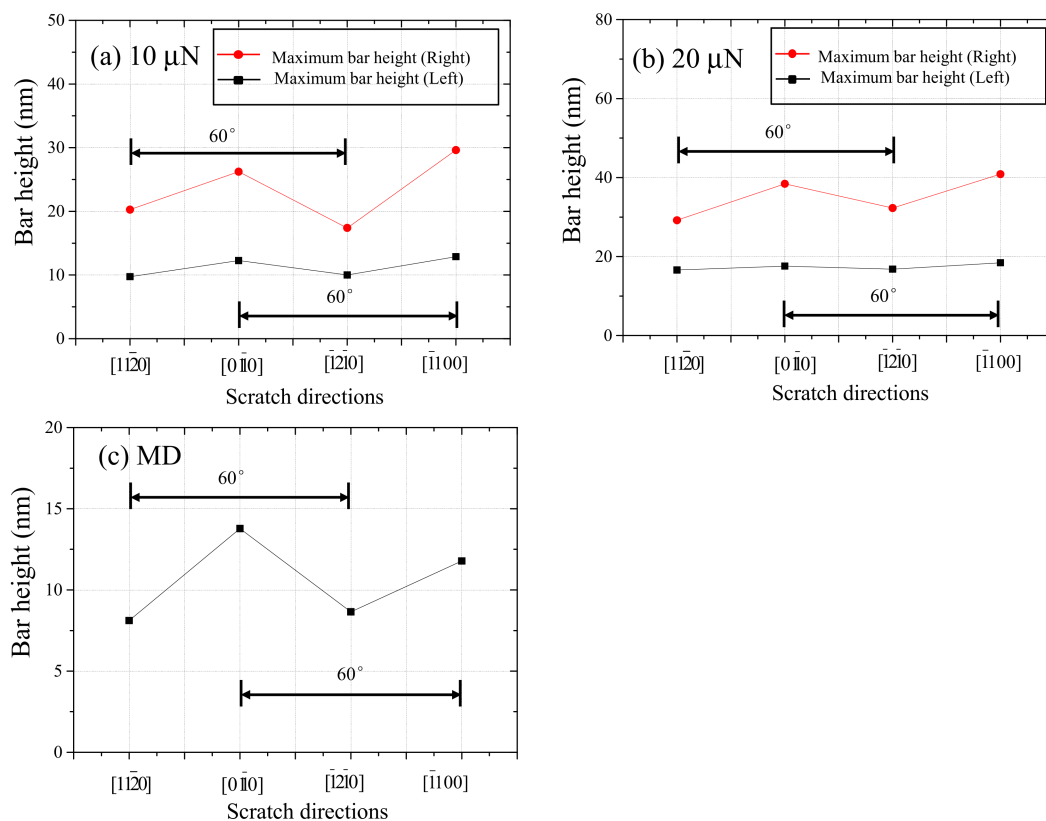 (a) 10 μN
Maximum bar height (Right)
Maximum bar height (Left)
60°
60°
Bar height (nm)
50
40
30
20
10
0
[112̄0]
[011̄0]
[1̄21̄0]
[1̄100]
Scratch directions
(b) 20 μN
Maximum bar height (Right)
Maximum bar height (Left)
60°
60°
Bar height (nm)
80
60
40
20
0
[112̄0]
[011̄0]
[1̄21̄0]
[1̄100]
Scratch directions
(c) MD
60°
60°
Bar height (nm)
20
15
10
5
0
[112̄0]
[011̄0]
[1̄21̄0]
[1̄100]
Scratch directions